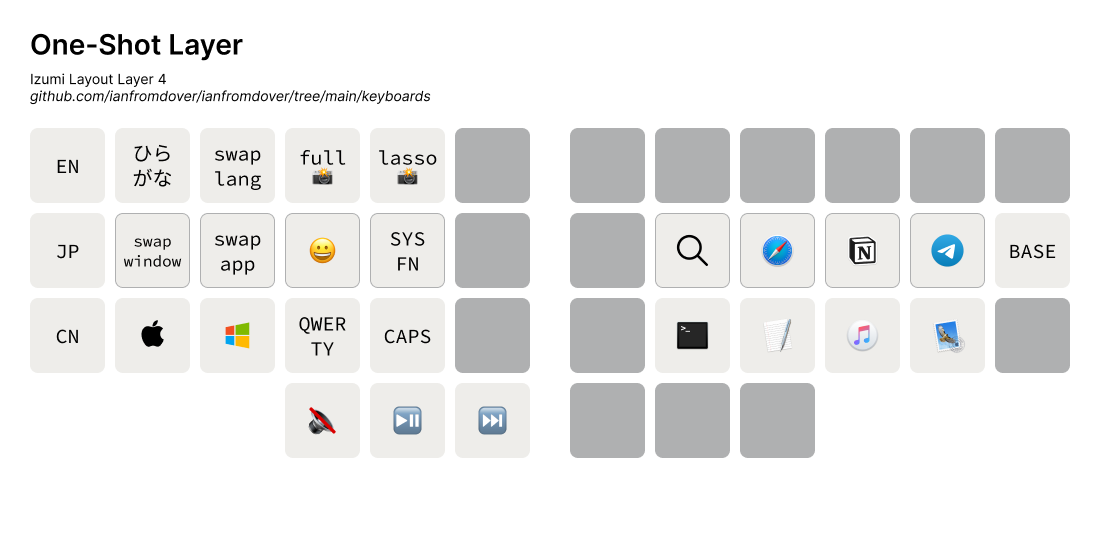 One-Shot Layer
Izumi Layout Layer 4
github.com/ianfromdover/ianfromdover/tree/main/keyboards
EN
ひら
がな
swap
lang
full
lasso
JP
swap
window
swap
app
SYS
FN
N
BASE
CN
QWER
TY
CAPS
>_